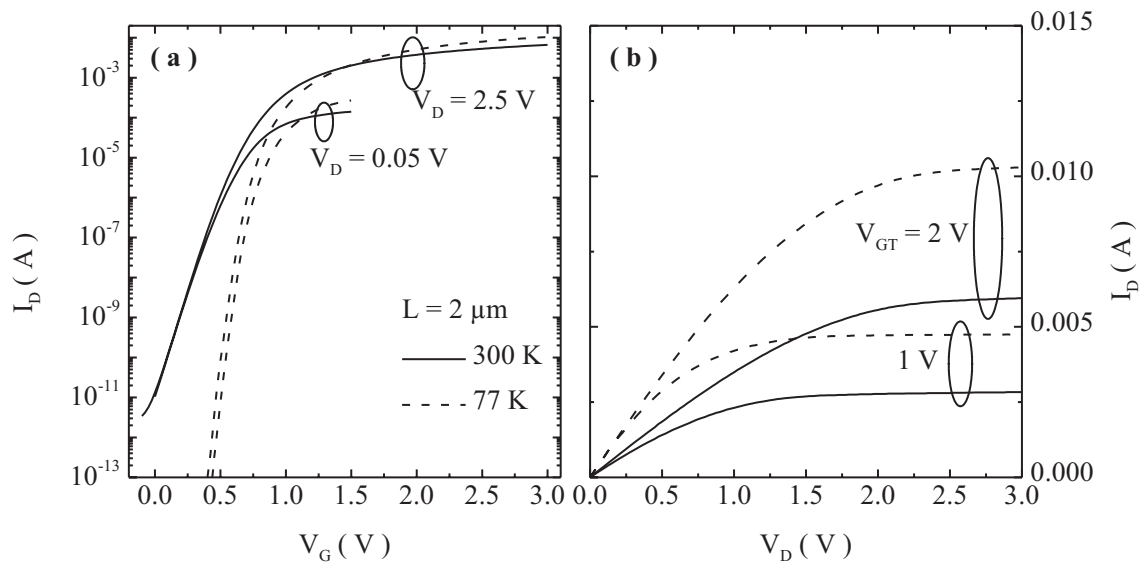 ( a )
V_D = 2.5 V
V_D = 0.05 V
L = 2 μm
300 K
77 K
10^-3
10^-5
10^-7
10^-9
10^-11
10^-13
I_D ( A )
0.0 0.5 1.0 1.5 2.0 2.5 3.0
V_G ( V )
( b )
V_GT = 2 V
1 V
0.015
0.010
0.005
0.000
I_D ( A )
0.0 0.5 1.0 1.5 2.0 2.5 3.0
V_D ( V )